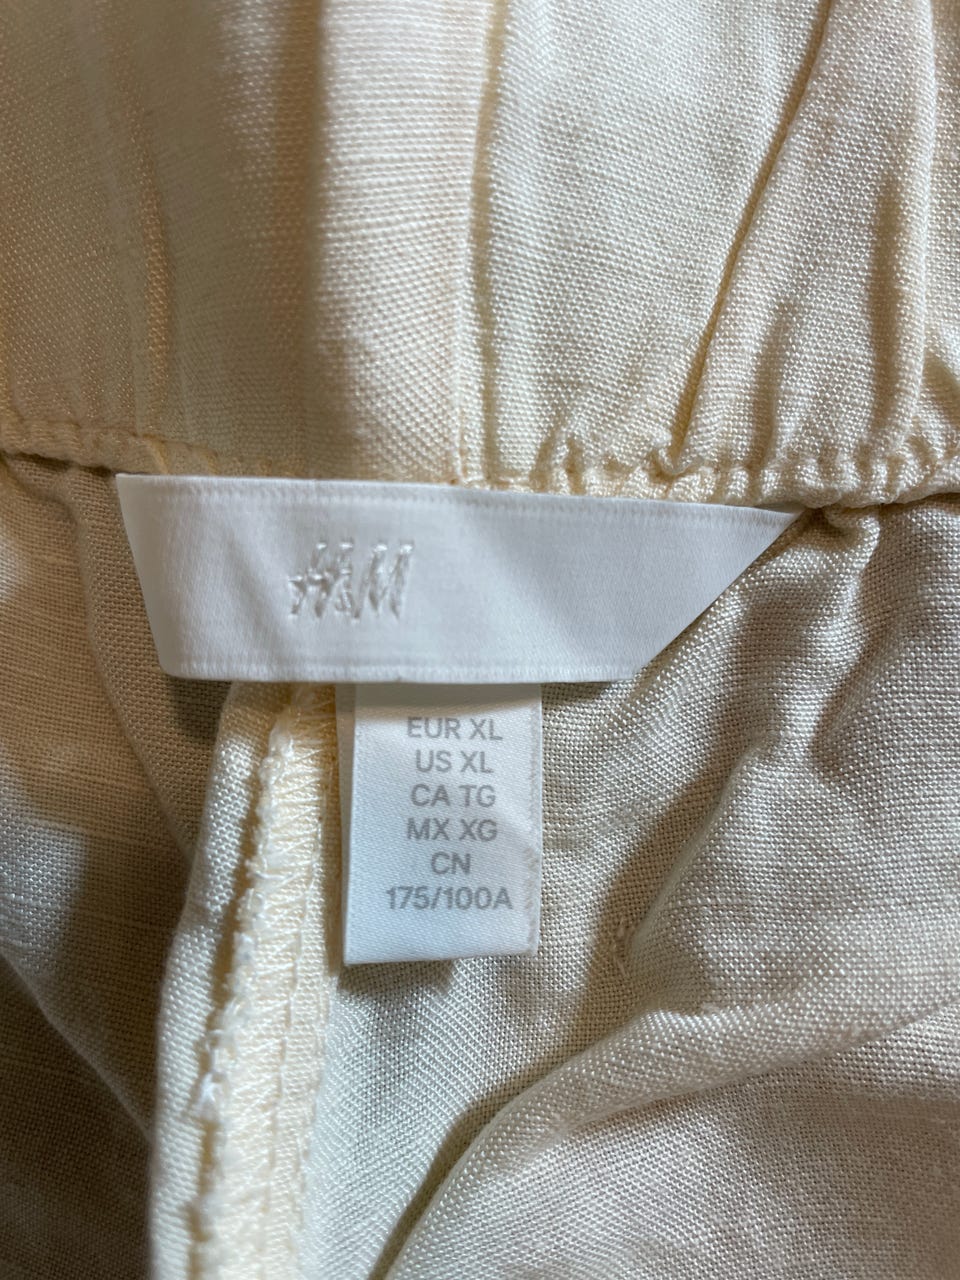 H&M
EUR XL
US XL
CA TG
MX XG
CN
175/100A